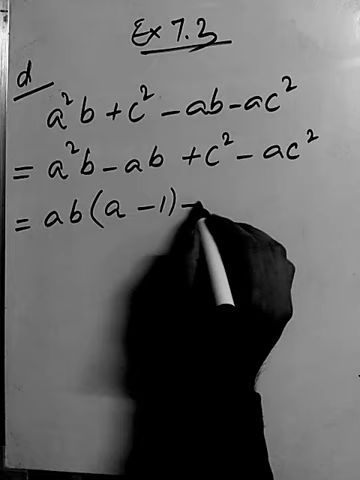 Ex 7.3
d
a²b + c² - ab - ac²
= a²b - ab + c² - ac²
= ab(a - 1) -